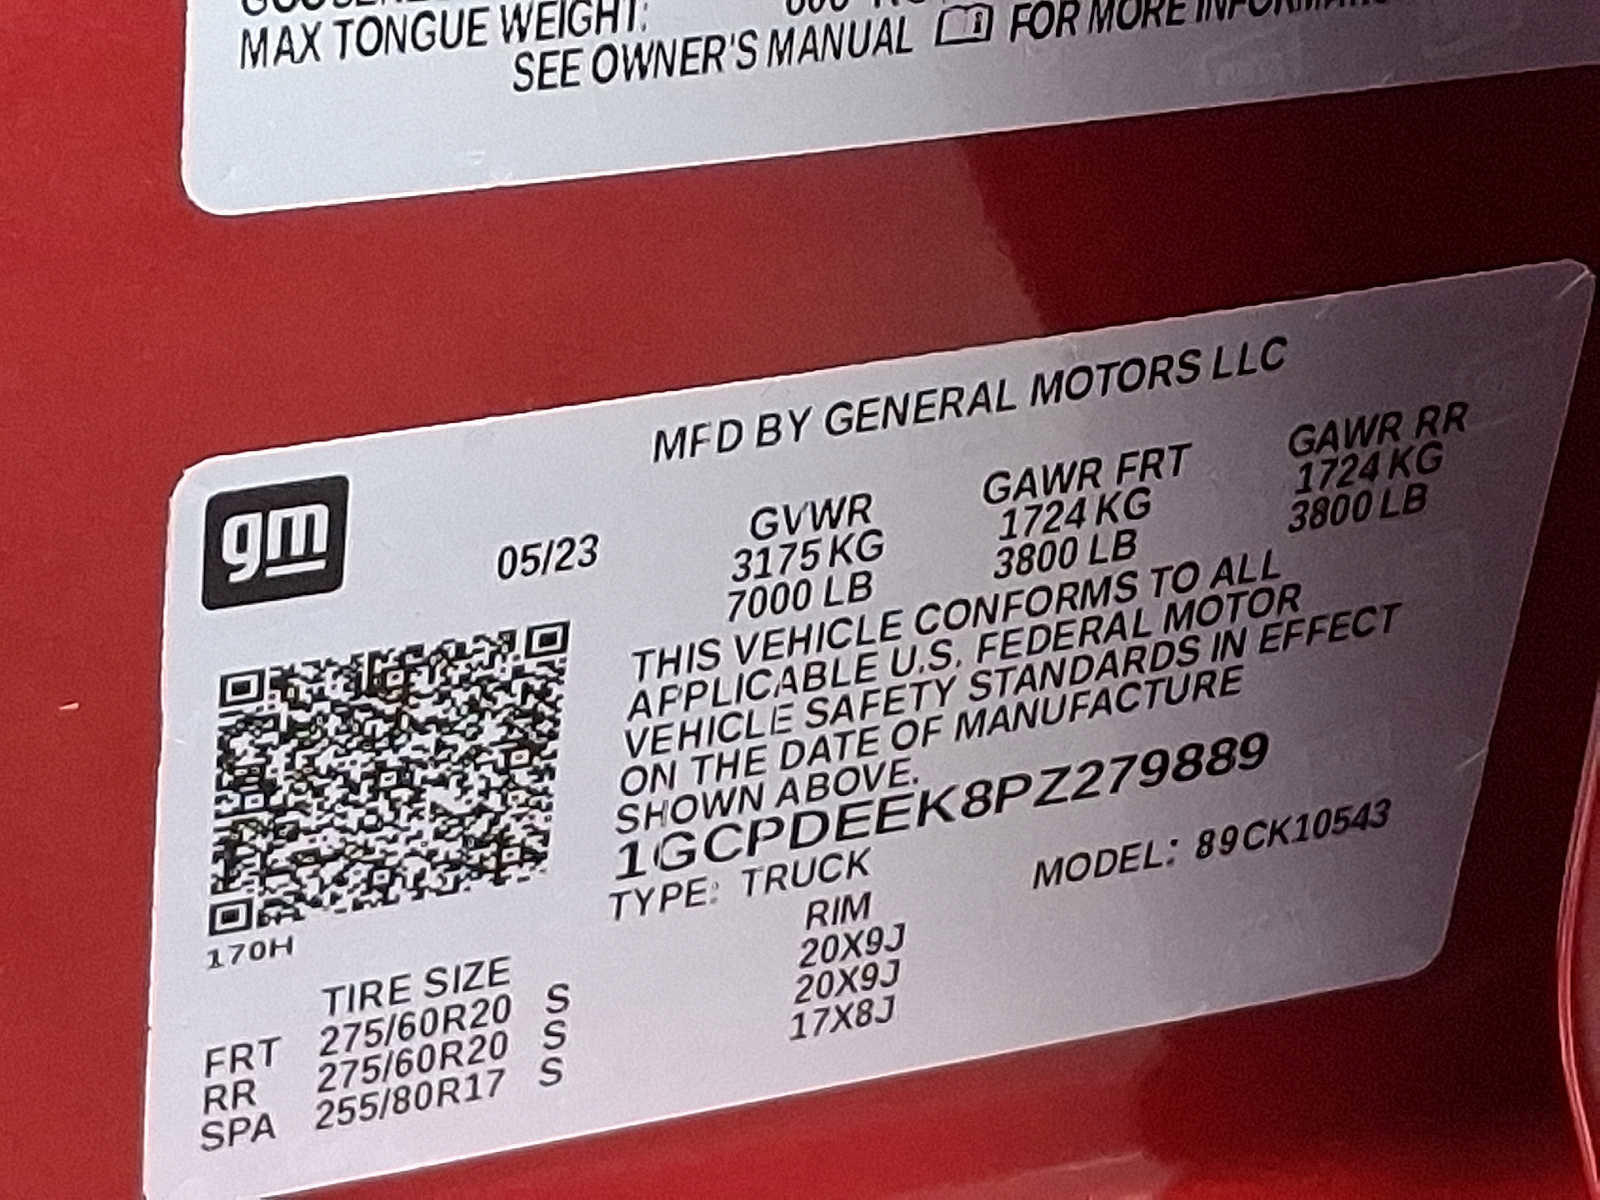 MAX TONGUE WEIGHT:
SEE OWNER'S MANUAL FOR MORE
MFD BY GENERAL MOTORS LLC
gm
05/23 GVWR GAWR FRT GAWR RR
3175 KG 1724 KG 1724 KG
7000 LB 3800 LB 3800 LB
THIS VEHICLE CONFORMS TO ALL
APPLICABLE U.S. FEDERAL MOTOR
VEHICLE SAFETY STANDARDS IN EFFECT
ON THE DATE OF MANUFACTURE
SHOWN ABOVE.
1GCPDEEK8PZ279889
TYPE: TRUCK MODEL: 89CK10543
170H
TIRE SIZE RIM
FRT 275/60R20 S 20X9J
RR 275/60R20 S 20X9J
SPA 255/80R17 S 17X8J